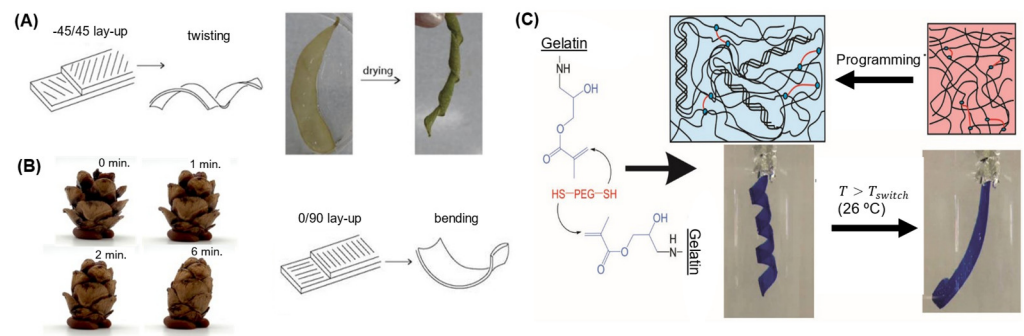 (A)
-45/45 lay-up
twisting
drying
(B)
0 min.
1 min.
2 min.
6 min.
0/90 lay-up
bending
(C)
Gelatin
NH
OH
O
O
HS-PEG-SH
O
O
OH
H
N
Gelatin
Programming
T > Tswitch
(26 ºC)